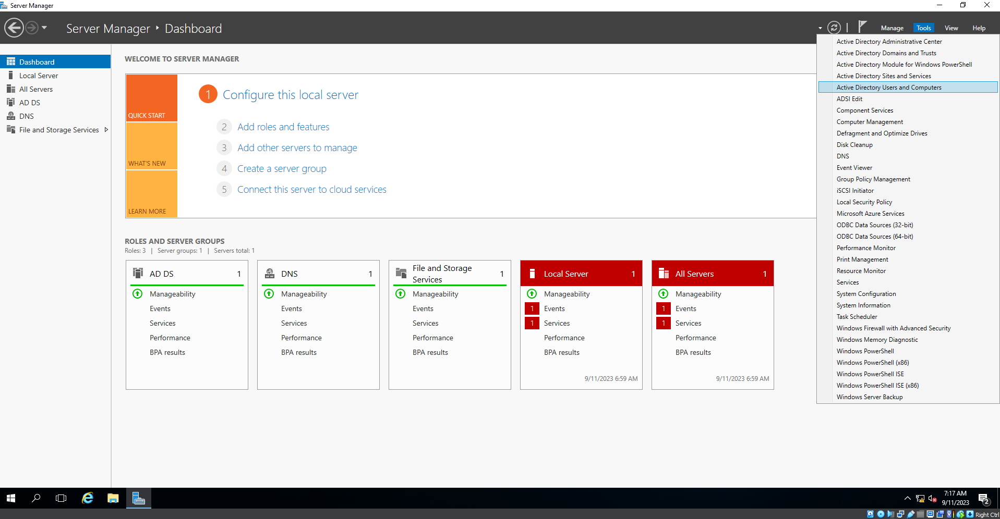 Server Manager
Server Manager ‣ Dashboard
Manage Tools View Help
Dashboard
Local Server
All Servers
AD DS
DNS
File and Storage Services
WELCOME TO SERVER MANAGER
QUICK START
WHAT'S NEW
LEARN MORE
1 Configure this local server
2 Add roles and features
3 Add other servers to manage
4 Create a server group
5 Connect this server to cloud services
ROLES AND SERVER GROUPS
Roles: 3 | Server groups: 1 | Servers total: 1
AD DS 1
Manageability
Events
Services
Performance
BPA results
DNS 1
Manageability
Events
Services
Performance
BPA results
File and Storage
Services 1
Manageability
Events
Services
Performance
BPA results
Local Server 1
Manageability
1 Events
1 Services
Performance
BPA results
9/11/2023 6:59 AM
All Servers 1
Manageability
1 Events
1 Services
Performance
BPA results
9/11/2023 6:59 AM
Active Directory Administrative Center
Active Directory Domains and Trusts
Active Directory Module for Windows PowerShell
Active Directory Sites and Services
Active Directory Users and Computers
ADSI Edit
Component Services
Computer Management
Defragment and Optimize Drives
Disk Cleanup
DNS
Event Viewer
Group Policy Management
iSCSI Initiator
Local Security Policy
Microsoft Azure Services
ODBC Data Sources (32-bit)
ODBC Data Sources (64-bit)
Performance Monitor
Print Management
Resource Monitor
Services
System Configuration
System Information
Task Scheduler
Windows Firewall with Advanced Security
Windows Memory Diagnostic
Windows PowerShell
Windows PowerShell (x86)
Windows PowerShell ISE
Windows PowerShell ISE (x86)
Windows Server Backup
7:17 AM
9/11/2023
2
Right Ctrl